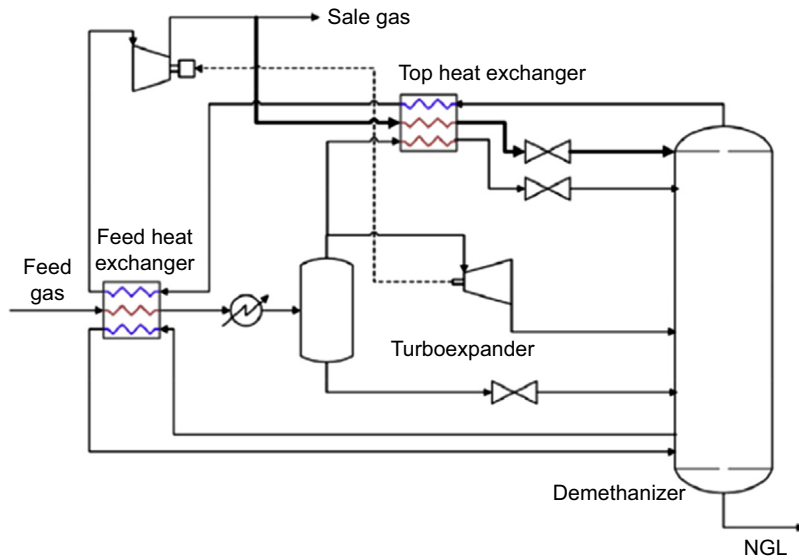 Sale gas
Top heat exchanger
Feed heat
exchanger
Feed
gas
Turboexpander
Demethanizer
NGL